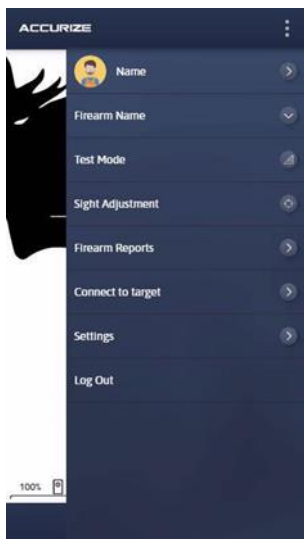 ACCURIZE
Name
Firearm Name
Test Mode
Sight Adjustment
Firearm Reports
Connect to target
Settings
Log Out
100%